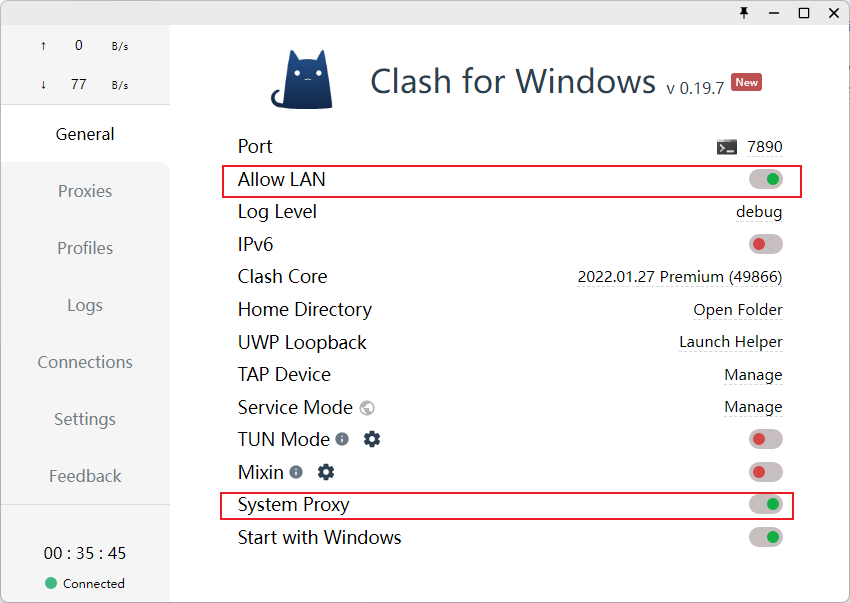 ↑ 0 B/s
↓ 77 B/s
General
Proxies
Profiles
Logs
Connections
Settings
Feedback
00 : 35 : 45
Connected
Clash for Windows v 0.19.7 New
Port 7890
Allow LAN
Log Level debug
IPv6
Clash Core 2022.01.27 Premium (49866)
Home Directory Open Folder
UWP Loopback Launch Helper
TAP Device Manage
Service Mode Manage
TUN Mode
Mixin
System Proxy
Start with Windows